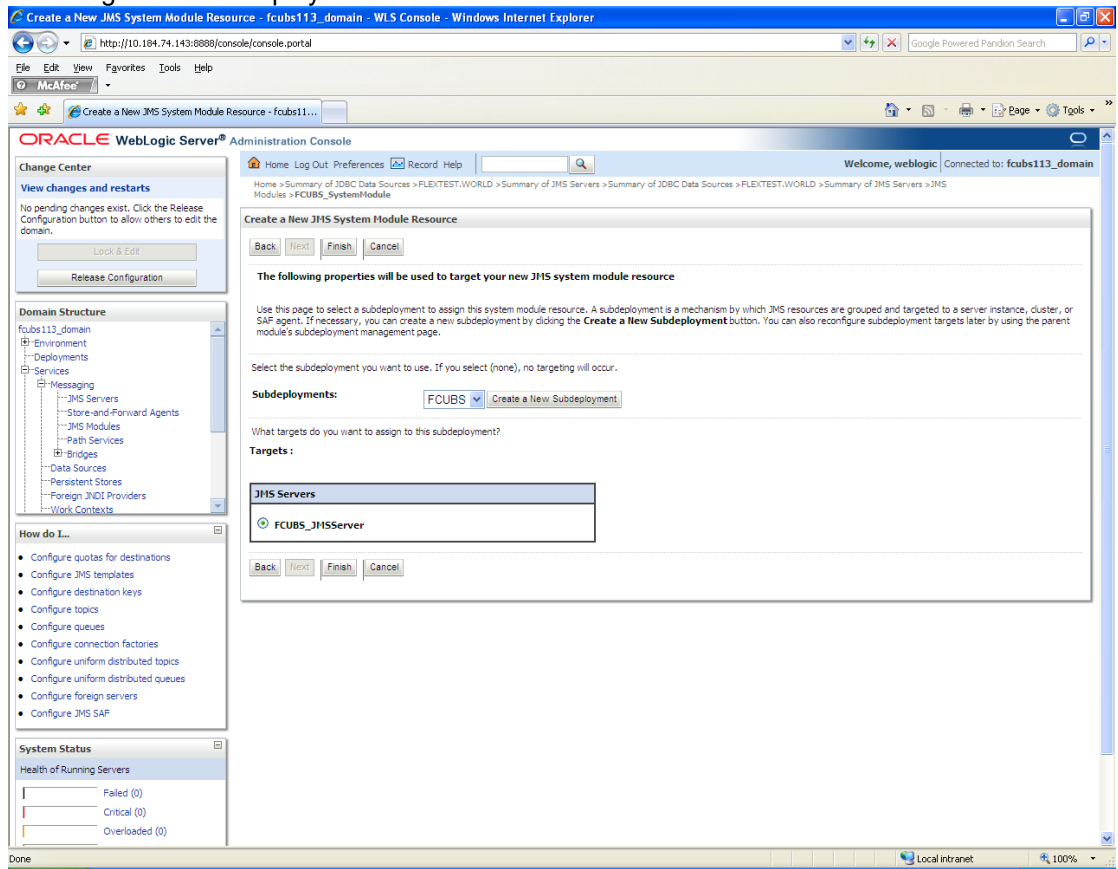 Create a New JMS System Module Resource - fcubs113_domain - WLS Console - Windows Internet Explorer
http://10.184.74.143:8888/console/console.portal
Google Powered Pandion Search
File Edit View Favorites Tools Help
McAfee
Create a New JMS System Module Resource - fcubs11...
Page Tools
ORACLE WebLogic Server® Administration Console
Change Center
View changes and restarts
No pending changes exist. Click the Release
Configuration button to allow others to edit the
domain.
Lock & Edit
Release Configuration
Domain Structure
fcubs113_domain
Environment
Deployments
Services
Messaging
JMS Servers
Store-and-Forward Agents
JMS Modules
Path Services
Bridges
Data Sources
Persistent Stores
Foreign JNDI Providers
Work Contexts
How do I...
Configure quotas for destinations
Configure JMS templates
Configure destination keys
Configure topics
Configure queues
Configure connection factories
Configure uniform distributed topics
Configure uniform distributed queues
Configure foreign servers
Configure JMS SAF
System Status
Health of Running Servers
Failed (0)
Critical (0)
Overloaded (0)
Home Log Out Preferences Record Help
Welcome, weblogic Connected to: fcubs113_domain
Home >Summary of JDBC Data Sources >FLEXTEST.WORLD >Summary of JMS Servers >Summary of JDBC Data Sources >FLEXTEST.WORLD >Summary of JMS Servers >JMS
Modules >FCUBS_SystemModule
Create a New JMS System Module Resource
Back Next Finish Cancel
The following properties will be used to target your new JMS system module resource
Use this page to select a subdeployment to assign this system module resource. A subdeployment is a mechanism by which JMS resources are grouped and targeted to a server instance, cluster, or
SAF agent. If necessary, you can create a new subdeployment by clicking the Create a New Subdeployment button. You can also reconfigure subdeployment targets later by using the parent
module's subdeployment management page.
Select the subdeployment you want to use. If you select (none), no targeting will occur.
Subdeployments: FCUBS Create a New Subdeployment
What targets do you want to assign to this subdeployment?
Targets :
JMS Servers
FCUBS_JMSServer
Back Next Finish Cancel
Done
Local intranet
100%